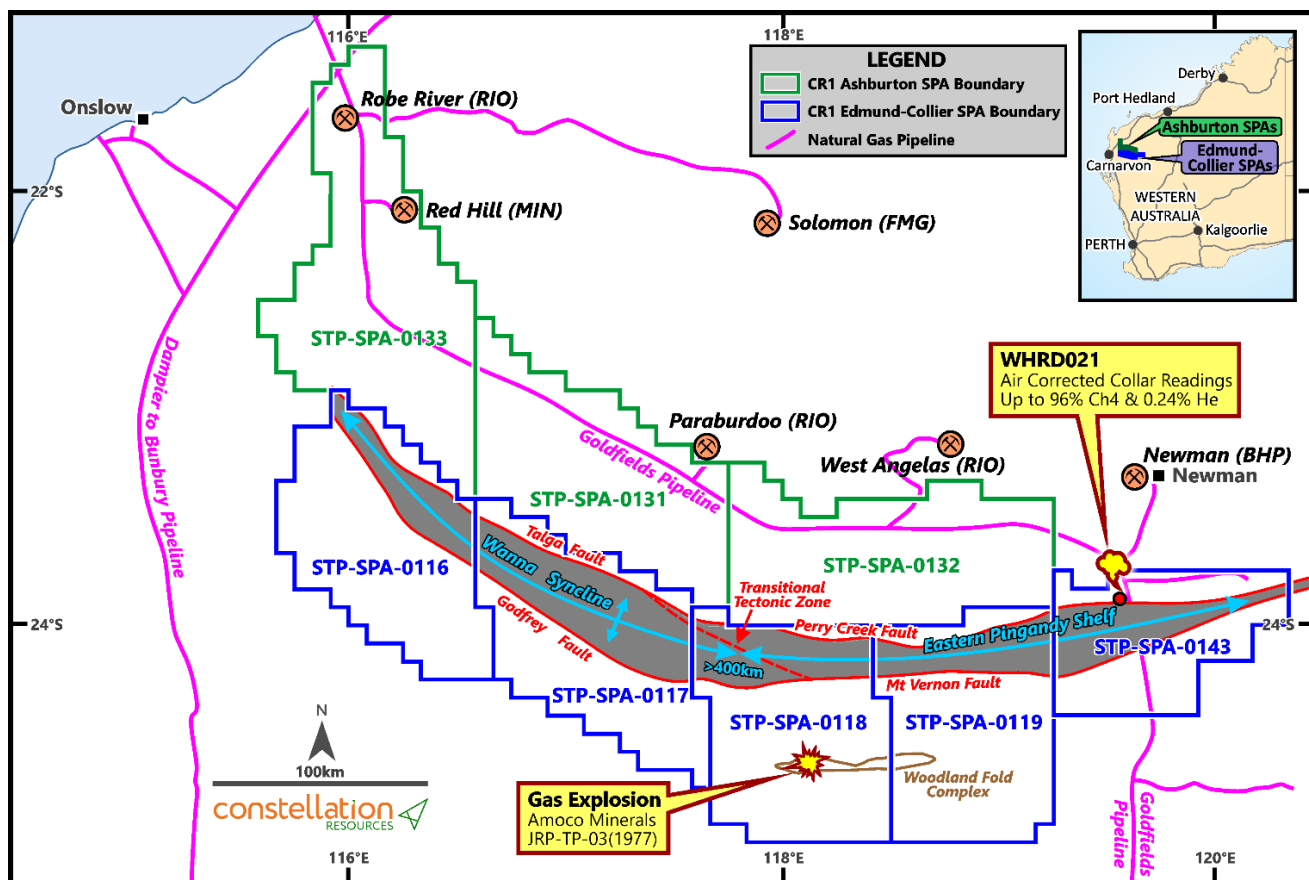 116°E
118°E
120°E
22°S
24°S
Onslow
Robe River (RIO)
Red Hill (MIN)
Solomon (FMG)
LEGEND
CR1 Ashburton SPA Boundary
CR1 Edmund-Collier SPA Boundary
Natural Gas Pipeline
Derby
Port Hedland
Ashburton SPAs
Edmund-
Collier SPAs
Carnarvon
WESTERN
AUSTRALIA
Kalgoorlie
PERTH
STP-SPA-0133
Dampier to Bunbury Pipeline
WHRD021
Air Corrected Collar Readings
Up to 96% Ch4 & 0.24% He
Paraburdoo (RIO)
Goldfields Pipeline
West Angelas (RIO)
Newman (BHP)
Newman
STP-SPA-0131
STP-SPA-0132
STP-SPA-0116
Talga Fault
Wanna Syncline
Godfrey Fault
Transitional
Tectonic Zone
Perry Creek Fault
Eastern Pingandy Shelf
24°S
>400km
Mt Vernon Fault
STP-SPA-0143
STP-SPA-0117
STP-SPA-0118
STP-SPA-0119
Woodland Fold
Complex
N
100km
constellation
RESOURCES
Gas Explosion
Amoco Minerals
JRP-TP-03(1977)
Goldfields
Pipeline
116°E
118°E
120°E